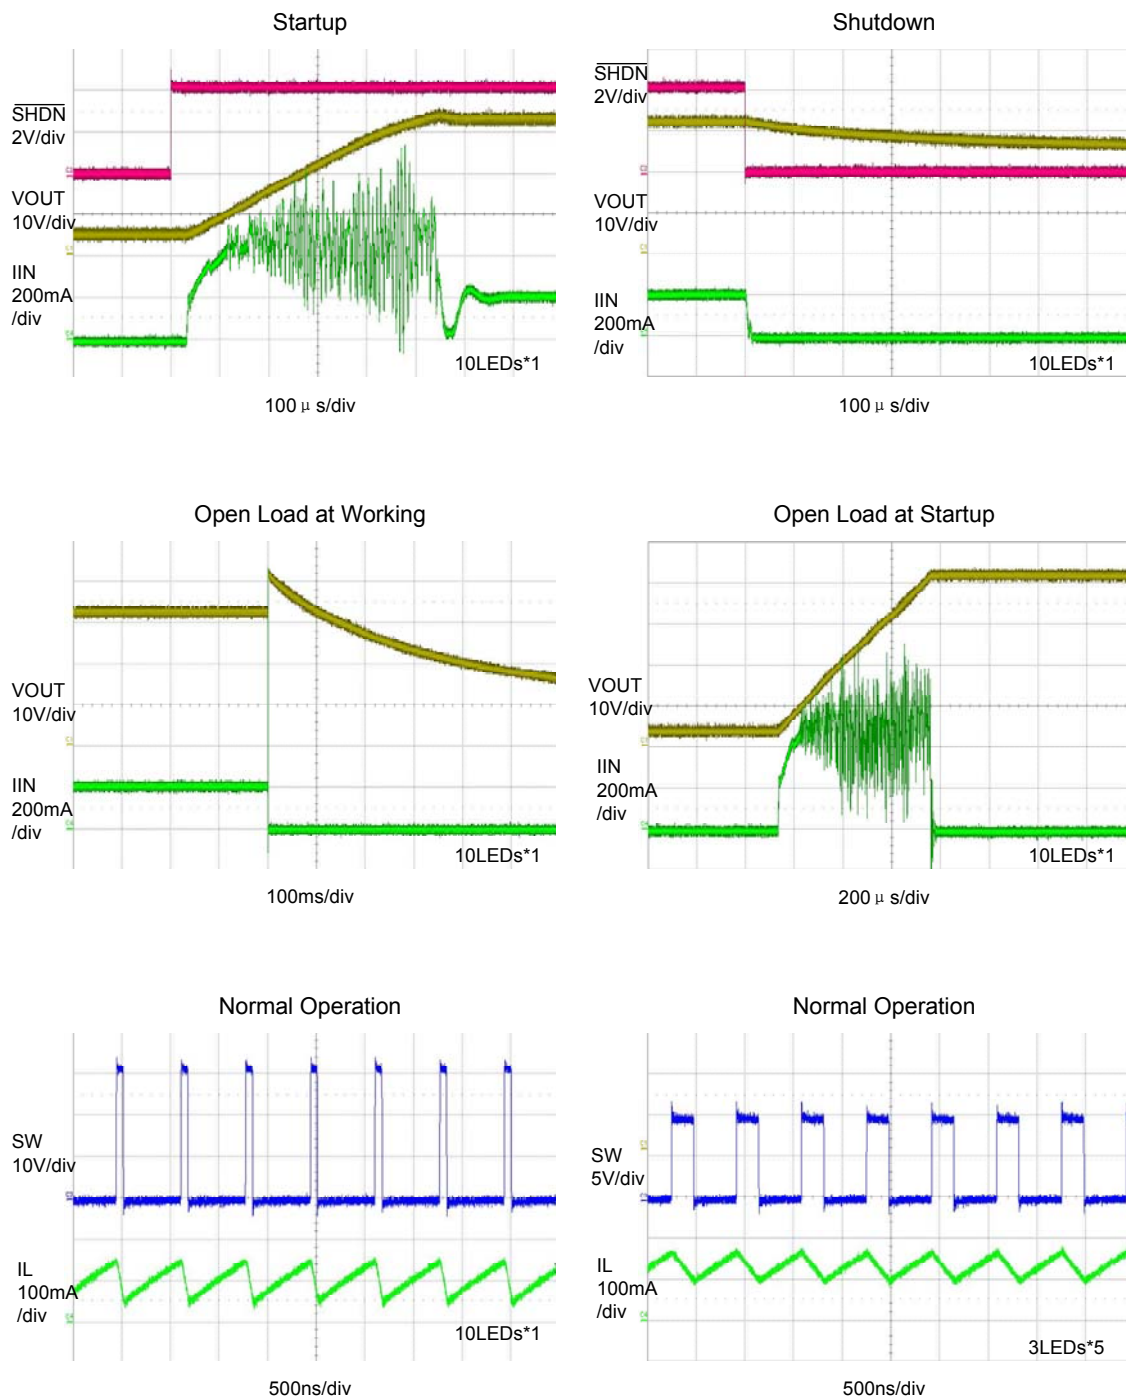 Startup
SHDN
2V/div
VOUT
10V/div
IIN
200mA
/div
10LEDs*1
100 μ s/div
Shutdown
SHDN
2V/div
VOUT
10V/div
IIN
200mA
/div
10LEDs*1
100 μ s/div
Open Load at Working
VOUT
10V/div
IIN
200mA
/div
10LEDs*1
100ms/div
Open Load at Startup
VOUT
10V/div
IIN
200mA
/div
10LEDs*1
200 μ s/div
Normal Operation
SW
10V/div
IL
100mA
/div
10LEDs*1
500ns/div
Normal Operation
SW
5V/div
IL
100mA
/div
3LEDs*5
500ns/div